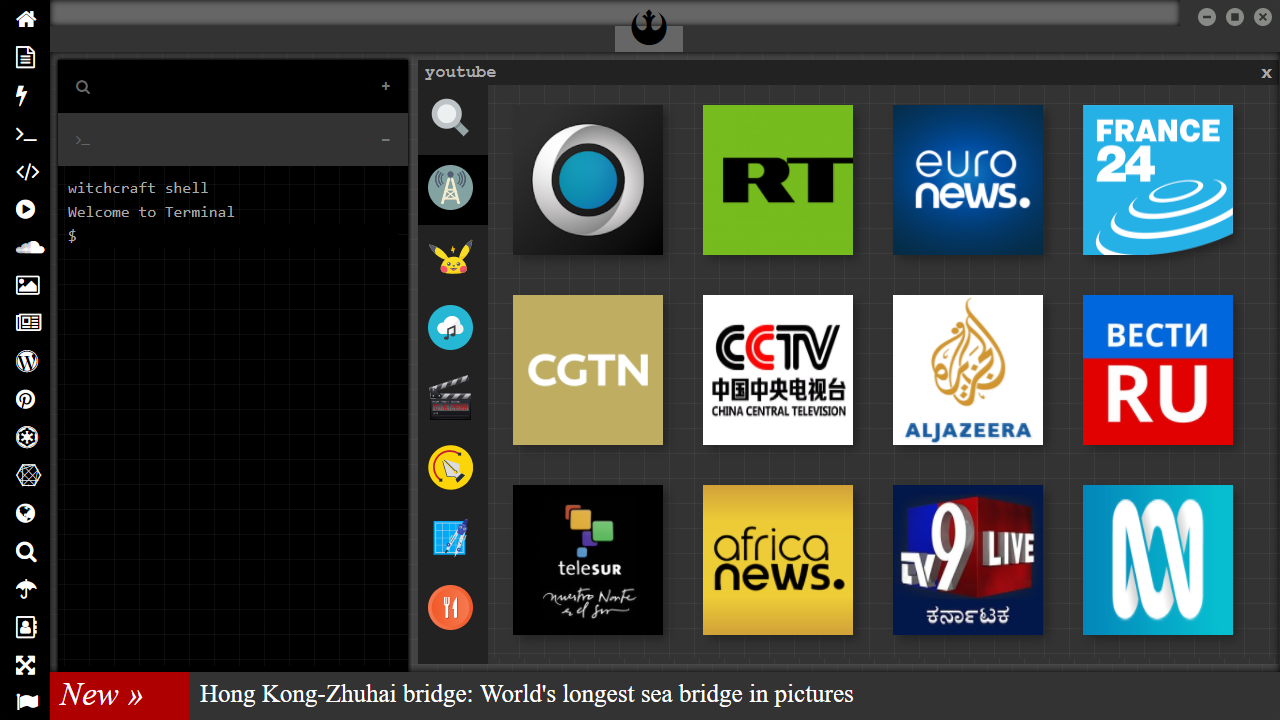 youtube
x
+
>_
−
witchcraft shell
Welcome to Terminal
$
RT
euro
news.
FRANCE
24
CGTN
CCTV
中国中央电视台
CHINA CENTRAL TELEVISION
ALJAZEERA
ВЕСТИ
RU
teleSUR
nuestro Norte
es el Sur
africa
news.
TV9
LIVE
ಕರ್ನಾಟಕ
New »
Hong Kong-Zhuhai bridge: World's longest sea bridge in pictures